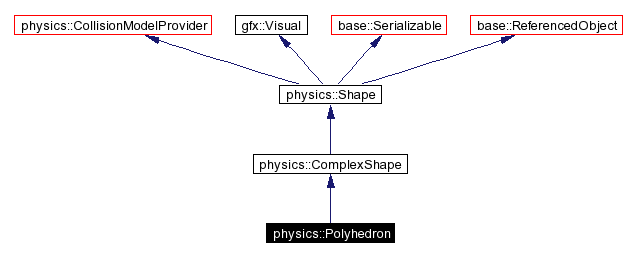 physics::CollisionModelProvider
gfx::Visual
base::Serializable
base::ReferencedObject
physics::Shape
physics::ComplexShape
physics::Polyhedron